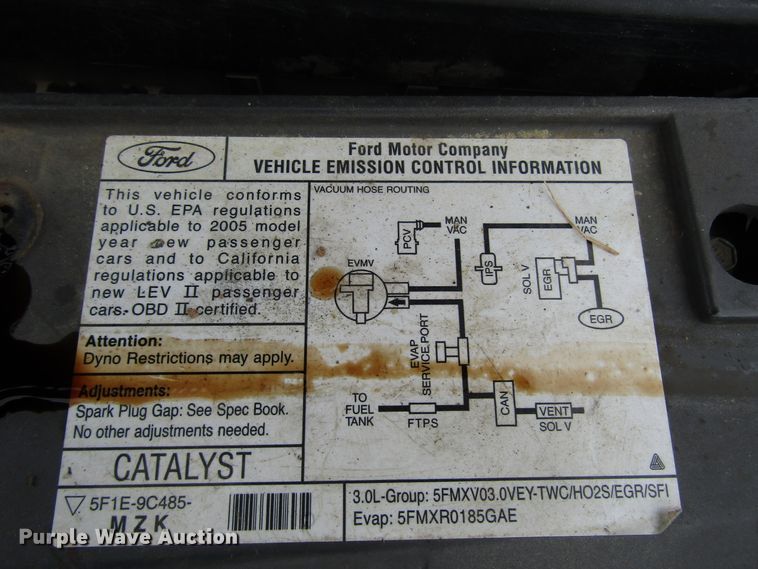 Ford
Ford Motor Company
VEHICLE EMISSION CONTROL INFORMATION
This vehicle conforms
to U.S. EPA regulations
applicable to 2005 model
year new passenger
cars and to California
regulations applicable to
new LEV II passenger
cars. OBD II certified.
Attention:
Dyno Restrictions may apply.
Adjustments:
Spark Plug Gap: See Spec Book.
No other adjustments needed.
CATALYST
5F1E-9C485-
MZK
VACUUM HOSE ROUTING
PCV
MAN
VAC
EVMV
IPS
MAN
VAC
SOL V
EGR
EGR
EVAP
SERVICE PORT
TO
FUEL
TANK
FTPS
CAN
VENT
SOL V
3.0L-Group: 5FMXV03.0VEY-TWC/HO2S/EGR/SFI
Evap: 5FMXR0185GAE
Purple Wave Auction
Purple Wave Auction